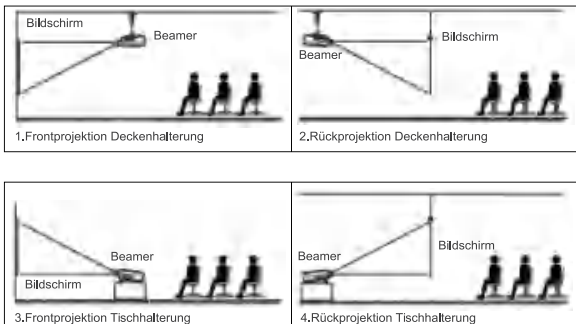 Bildschirm
Beamer
1.Frontprojektion Deckenhalterung
Bildschirm
Beamer
2.Rückprojektion Deckenhalterung
Beamer
Bildschirm
3.Frontprojektion Tischhalterung
Beamer
Bildschirm
4.Rückprojektion Tischhalterung